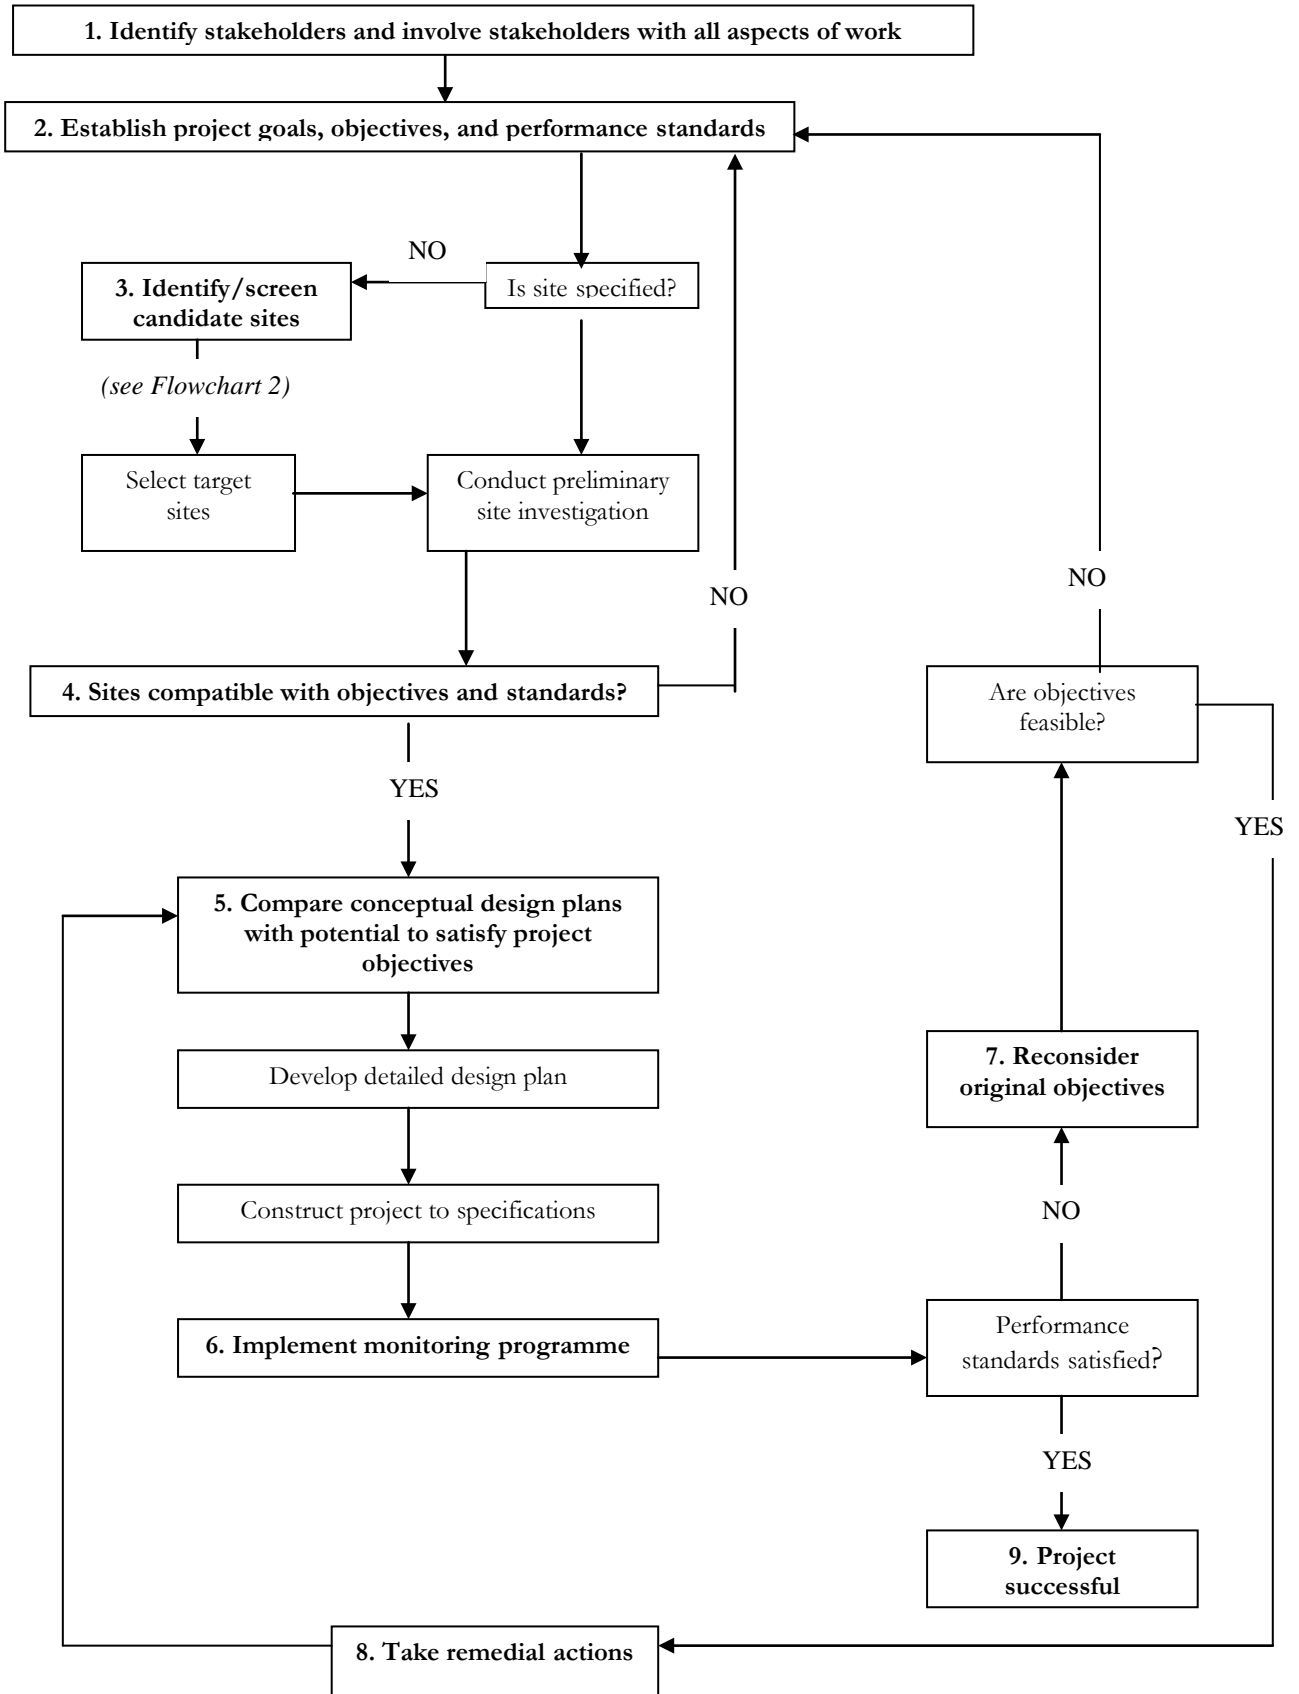 1. Identify stakeholders and involve stakeholders with all aspects of work
2. Establish project goals, objectives, and performance standards
NO
Is site specified?
3. Identify/screen
candidate sites
(see Flowchart 2)
Select target
sites
Conduct preliminary
site investigation
NO
NO
4. Sites compatible with objectives and standards?
Are objectives
feasible?
YES
YES
5. Compare conceptual design plans
with potential to satisfy project
objectives
Develop detailed design plan
7. Reconsider
original objectives
Construct project to specifications
NO
6. Implement monitoring programme
Performance
standards satisfied?
YES
9. Project
successful
8. Take remedial actions